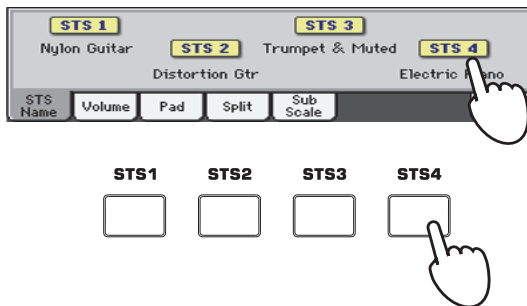 STS 1 STS 3
Nylon Guitar STS 2 Trumpet & Muted STS 4
Distortion Gtr Electric Piano
STS Name Volume Pad Split Sub Scale
STS1 STS2 STS3 STS4